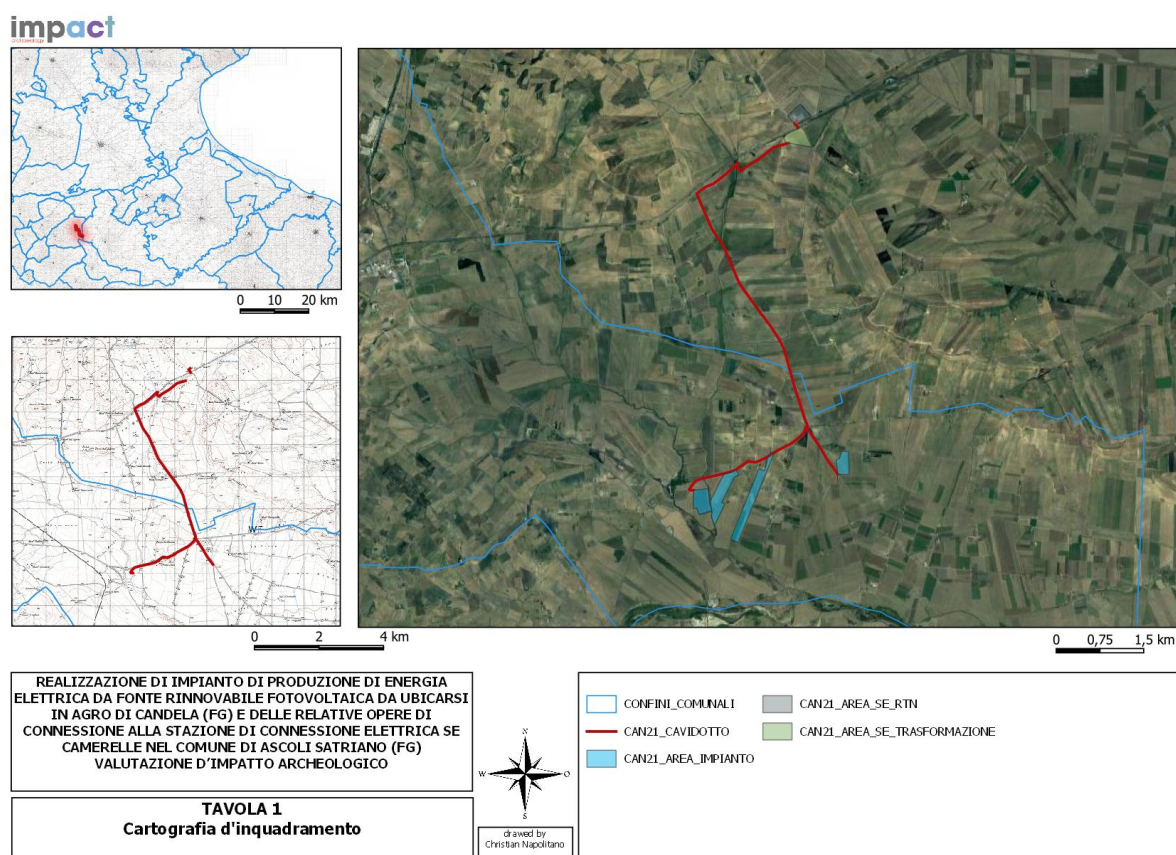 impact
archaeology
0 10 20 km
0 2 4 km
0 0,75 1,5 km
REALIZZAZIONE DI IMPIANTO DI PRODUZIONE DI ENERGIA
ELETTRICA DA FONTE RINNOVABILE FOTOVOLTAICA DA UBICARSI
IN AGRO DI CANDELA (FG) E DELLE RELATIVE OPERE DI
CONNESSIONE ALLA STAZIONE DI CONNESSIONE ELETTRICA SE
CAMERELLE NEL COMUNE DI ASCOLI SATRIANO (FG)
VALUTAZIONE D'IMPATTO ARCHEOLOGICO
TAVOLA 1
Cartografia d'inquadramento
N
W O
S
drawed by
Christian Napolitano
CONFINI_COMUNALI
CAN21_CAVIDOTTO
CAN21_AREA_IMPIANTO
CAN21_AREA_SE_RTN
CAN21_AREA_SE_TRASFORMAZIONE